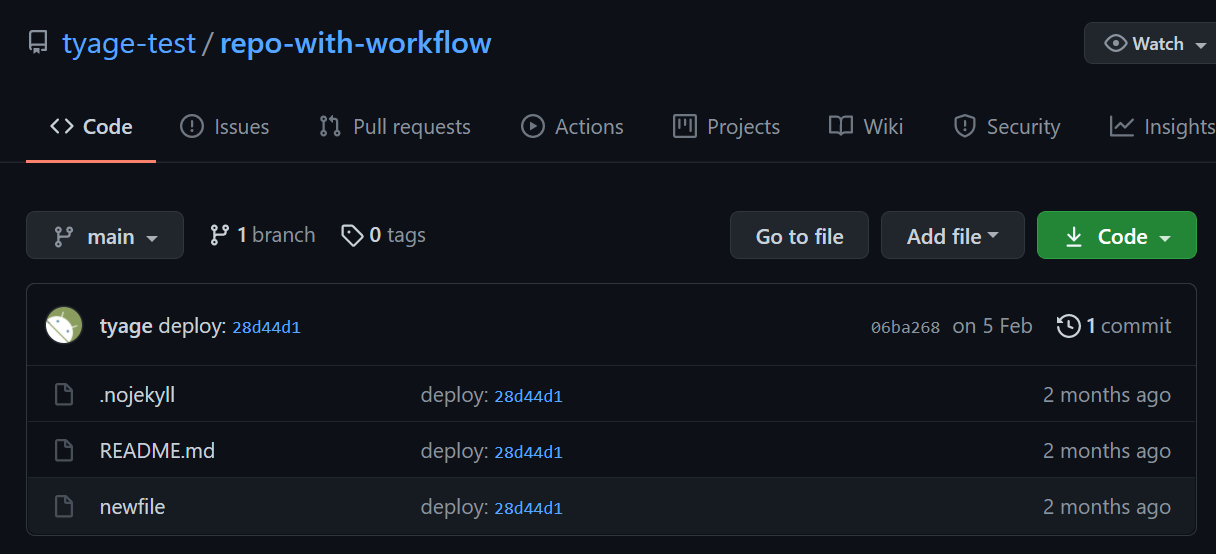 tyage-test / repo-with-workflow
Watch
Code Issues Pull requests Actions Projects Wiki Security Insights
main 1 branch 0 tags Go to file Add file Code
tyage deploy: 28d44d1 06ba268 on 5 Feb 1 commit
.nojekyll deploy: 28d44d1 2 months ago
README.md deploy: 28d44d1 2 months ago
newfile deploy: 28d44d1 2 months ago